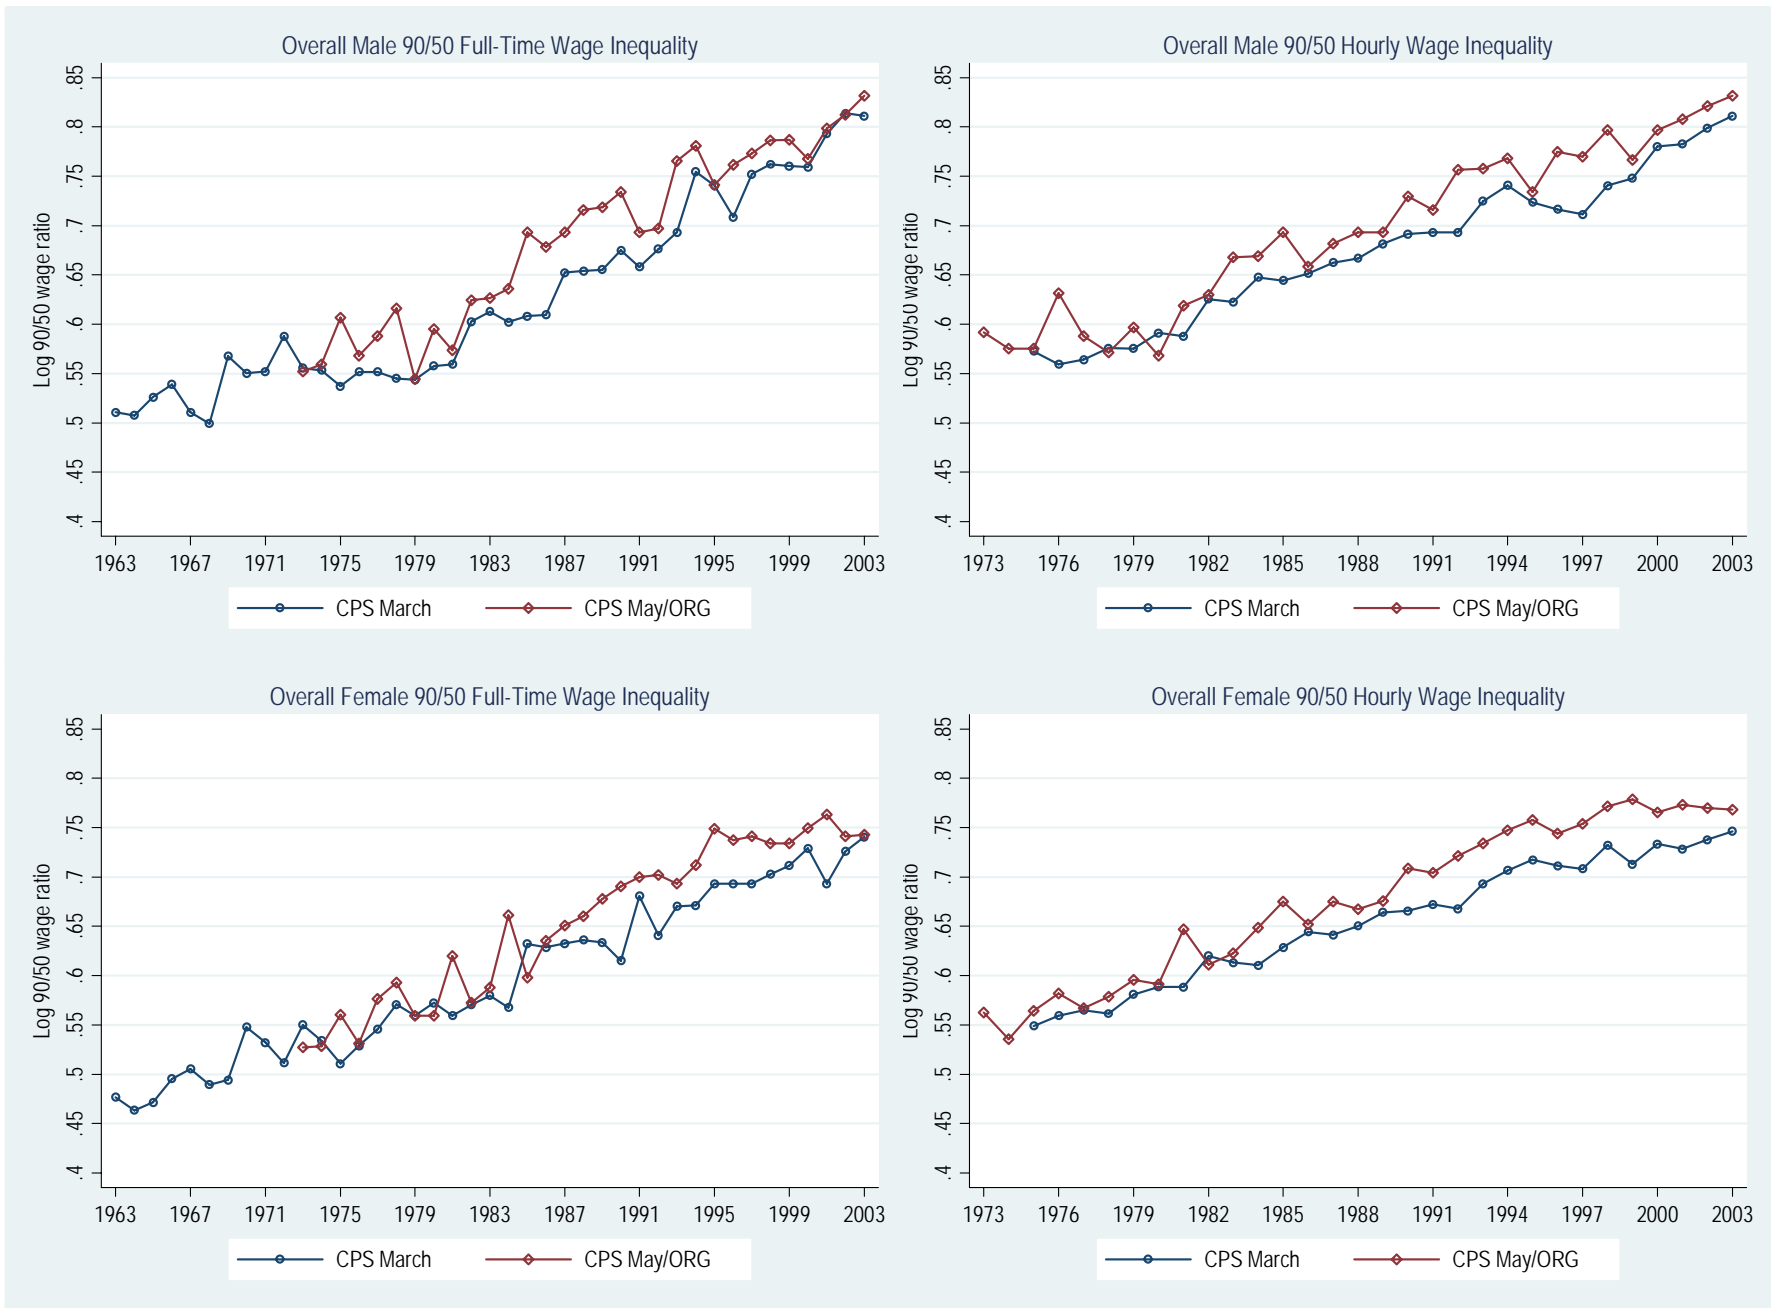 Overall Male 90/50 Full-Time Wage Inequality
Log 90/50 wage ratio
.85
.8
.75
.7
.65
.6
.55
.5
.45
.4
1963 1967 1971 1975 1979 1983 1987 1991 1995 1999 2003
CPS March CPS May/ORG
Overall Male 90/50 Hourly Wage Inequality
Log 90/50 wage ratio
.85
.8
.75
.7
.65
.6
.55
.5
.45
.4
1973 1976 1979 1982 1985 1988 1991 1994 1997 2000 2003
CPS March CPS May/ORG
Overall Female 90/50 Full-Time Wage Inequality
Log 90/50 wage ratio
.85
.8
.75
.7
.65
.6
.55
.5
.45
.4
1963 1967 1971 1975 1979 1983 1987 1991 1995 1999 2003
CPS March CPS May/ORG
Overall Female 90/50 Hourly Wage Inequality
Log 90/50 wage ratio
.85
.8
.75
.7
.65
.6
.55
.5
.45
.4
1973 1976 1979 1982 1985 1988 1991 1994 1997 2000 2003
CPS March CPS May/ORG